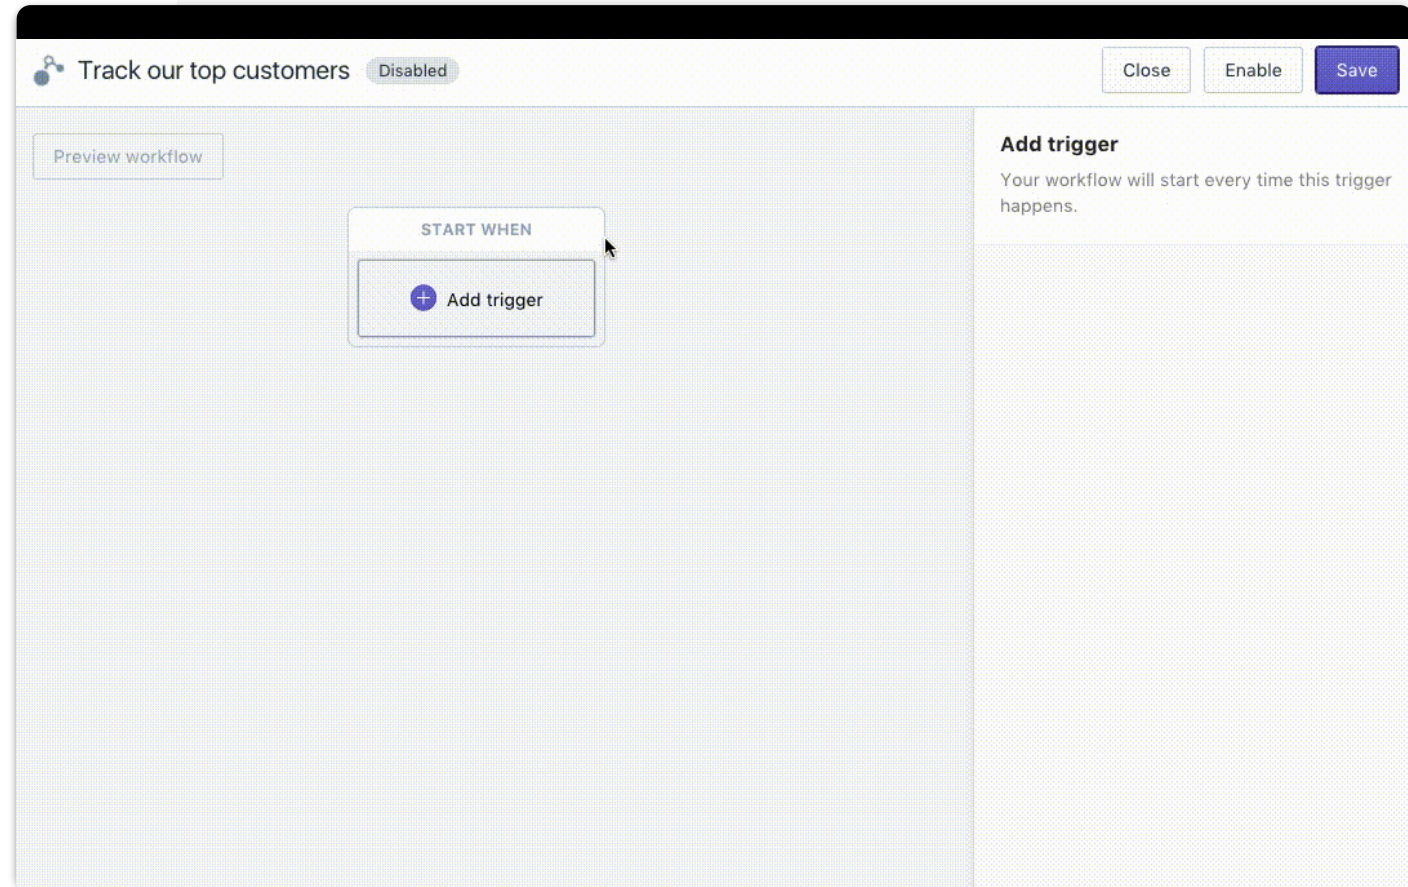 Track our top customers
Disabled
Close
Enable
Save
Preview workflow
START WHEN
Add trigger
Add trigger
Your workflow will start every time this trigger
happens.